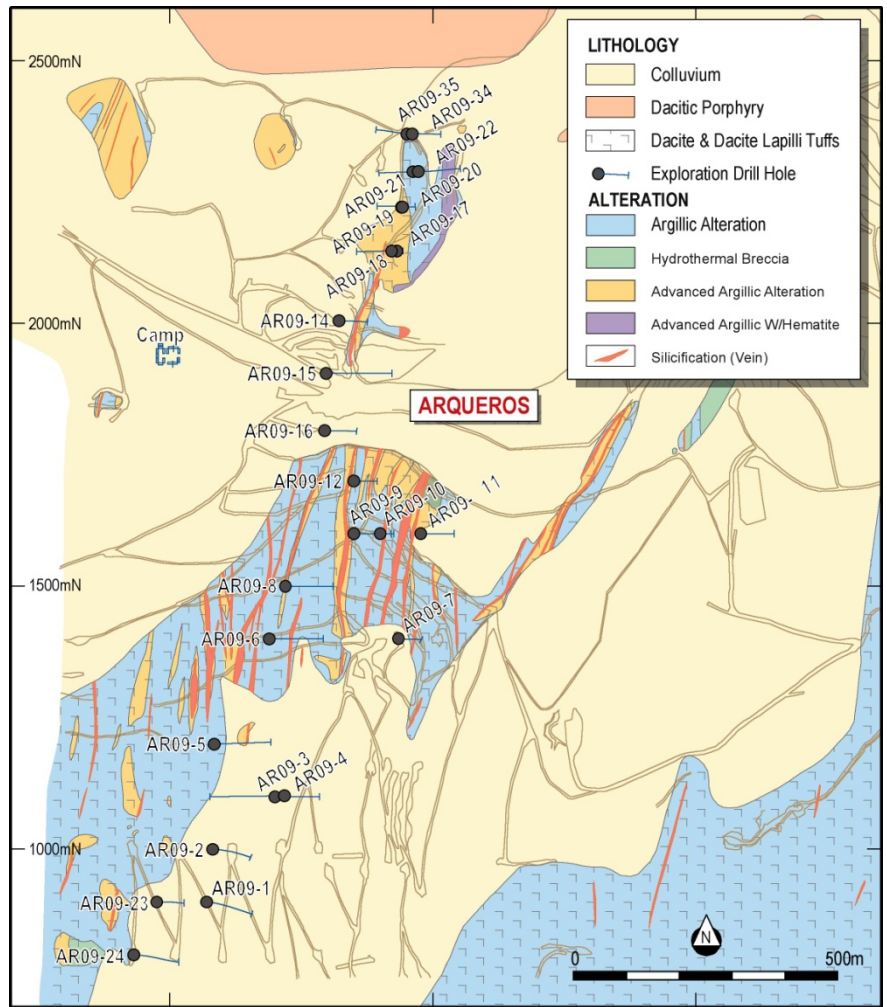 2500mN
AR09-35
AR09-34
AR09-22
AR09-21
AR09-20
AR09-19
AR09-17
AR09-18
2000mN
AR09-14
Camp
AR09-15
ARQUEROS
AR09-16
AR09-12
AR09-9
AR09-10
AR09- 11
1500mN
AR09-8
AR09-7
AR09-6
AR09-5
AR09-3
AR09-4
1000mN
AR09-2
AR09-23
AR09-1
AR09-24
LITHOLOGY
Colluvium
Dacitic Porphyry
Dacite & Dacite Lapilli Tuffs
Exploration Drill Hole
ALTERATION
Argillic Alteration
Hydrothermal Breccia
Advanced Argillic Alteration
Advanced Argillic W/Hematite
Silicification (Vein)
N
0 500m